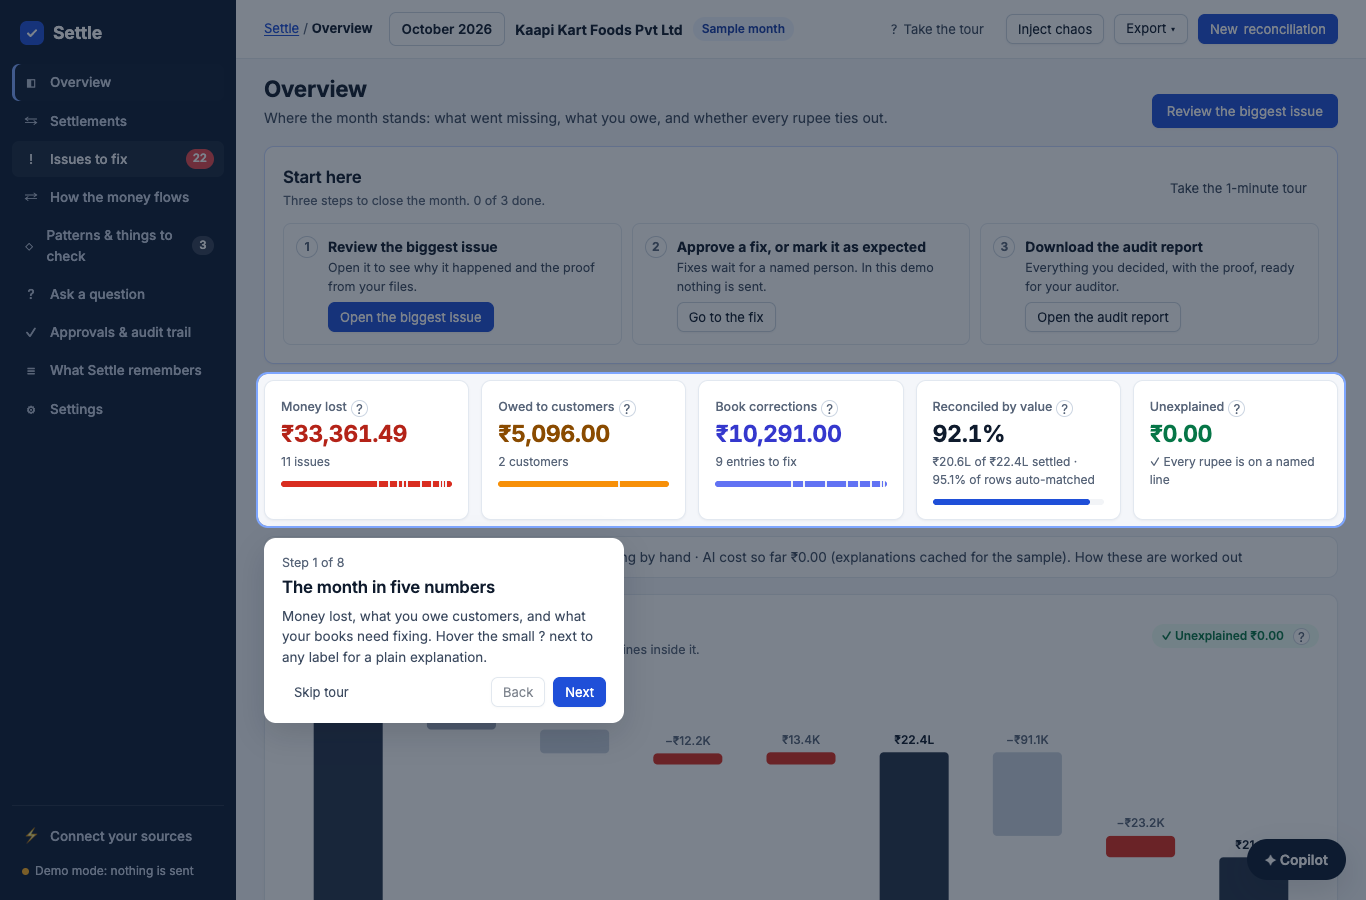 Settle
Overview
Settlements
Issues to fix
22
How the money flows
Patterns & things to
check
3
Ask a question
Approvals & audit trail
What Settle remembers
Settings
Connect your sources
Demo mode: nothing is sent
Settle / Overview
October 2026
Kaapi Kart Foods Pvt Ltd
Sample month
? Take the tour
Inject chaos
Export
New reconciliation
Overview
Where the month stands: what went missing, what you owe, and whether every rupee ties out.
Review the biggest issue
Start here
Three steps to close the month. 0 of 3 done.
Take the 1-minute tour
1
Review the biggest issue
Open it to see why it happened and the proof
from your files.
Open the biggest issue
2
Approve a fix, or mark it as expected
Fixes wait for a named person. In this demo
nothing is sent.
Go to the fix
3
Download the audit report
Everything you decided, with the proof, ready
for your auditor.
Open the audit report
Money lost ?
₹33,361.49
11 issues
Owed to customers ?
₹5,096.00
2 customers
Book corrections ?
₹10,291.00
9 entries to fix
Reconciled by value ?
92.1%
₹20.6L of ₹22.4L settled ·
95.1% of rows auto-matched
Unexplained ?
₹0.00
✓ Every rupee is on a named
line
by hand · AI cost so far ₹0.00 (explanations cached for the sample). How these are worked out
Step 1 of 8
The month in five numbers
Money lost, what you owe customers, and what
your books need fixing. Hover the small ? next to
any label for a plain explanation.
Skip tour
Back
Next
inside it.
✓ Unexplained ₹0.00 ?
−₹12.2K
₹13.4K
₹22.4L
−₹91.1K
−₹23.2K
Copilot